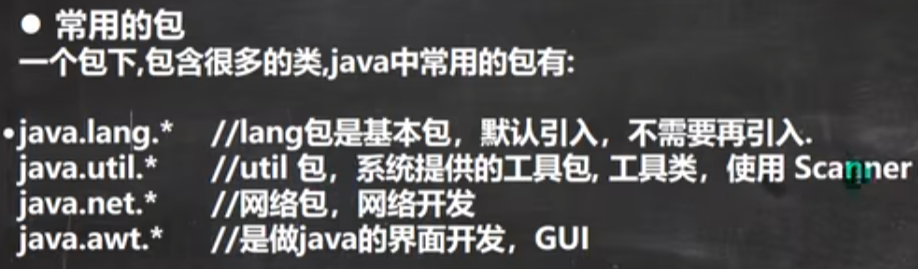 ● 常用的包
一个包下,包含很多的类,java中常用的包有:
•java.lang.* //lang包是基本包，默认引入，不需要再引入.
java.util.* //util 包，系统提供的工具包, 工具类，使用 Scanner
java.net.* //网络包，网络开发
java.awt.* //是做java的界面开发，GUI